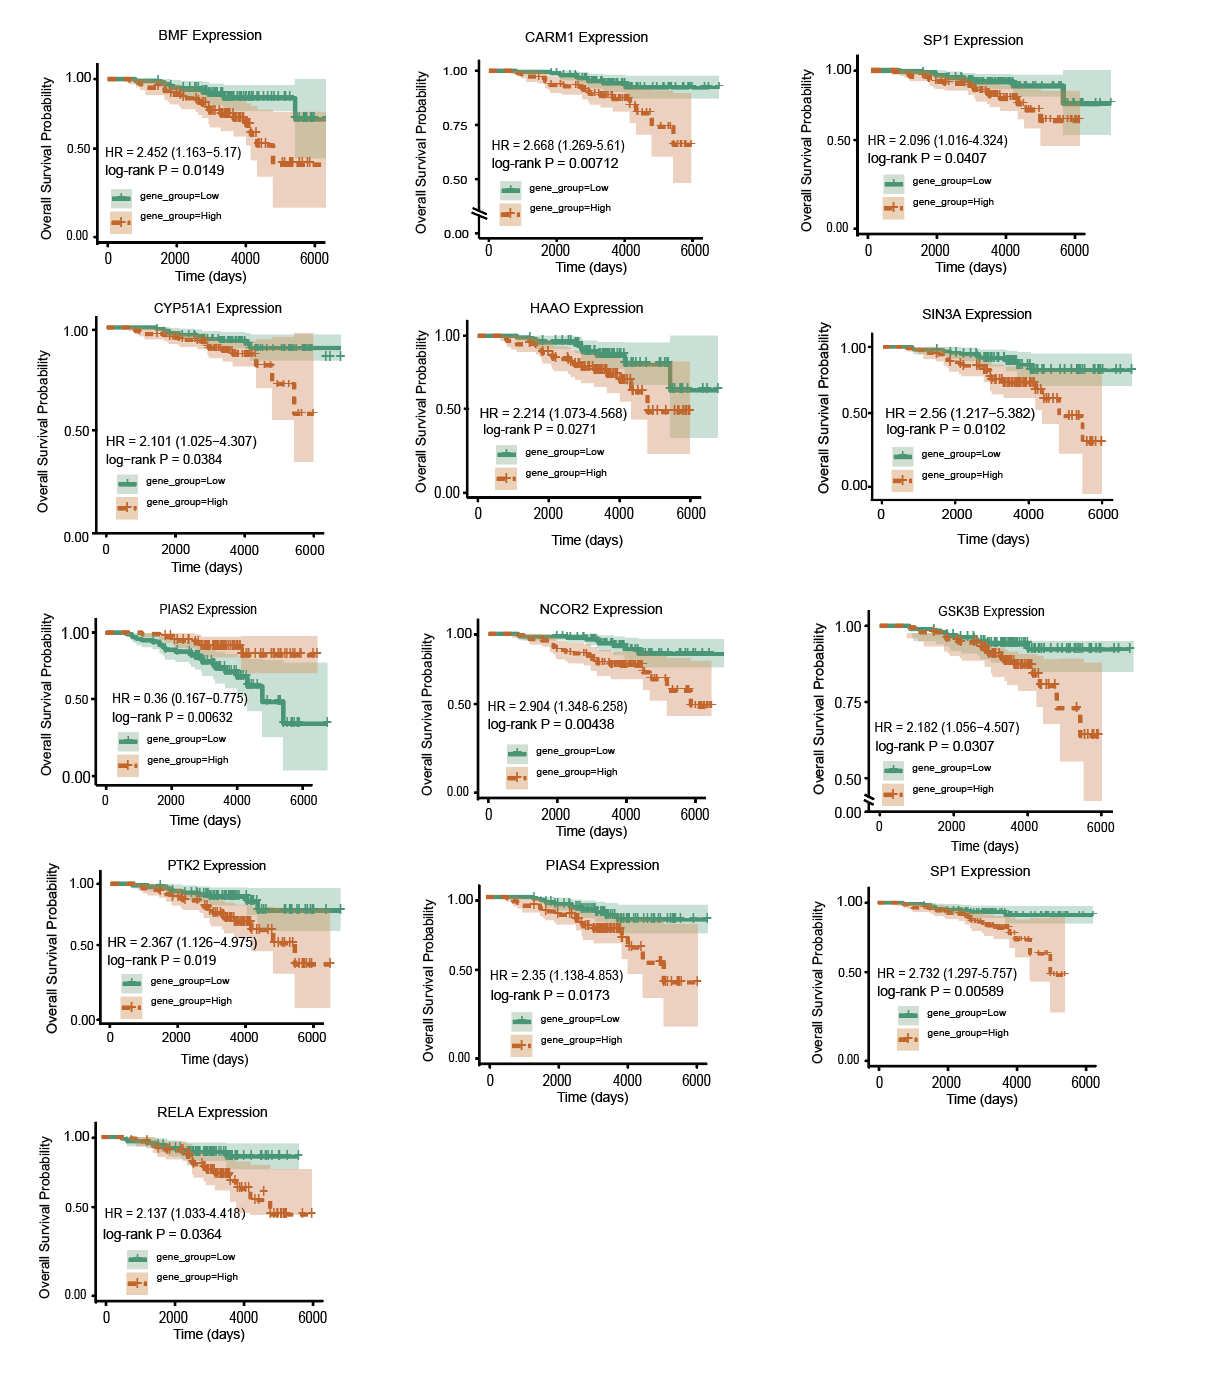 BMF Expression
Overall Survival Probability
1.00
0.50
0.00
HR = 2.452 (1.163−5.17)
log-rank P = 0.0149
gene_group=Low
gene_group=High
0 2000 4000 6000
Time (days)
CARM1 Expression
Overall Survival Probability
1.00
0.75
0.50
0.00
HR = 2.668 (1.269-5.61)
log-rank P = 0.00712
gene_group=Low
gene_group=High
0 2000 4000 6000
Time (days)
SP1 Expression
Overall Survival Probability
1.00
0.50
0.00
HR = 2.096 (1.016-4.324)
log-rank P = 0.0407
gene_group=Low
gene_group=High
0 2000 4000 6000
Time (days)
CYP51A1 Expression
Overall Survival Probability
1.00
0.50
0.00
HR = 2.101 (1.025−4.307)
log−rank P = 0.0384
gene_group=Low
gene_group=High
0 2000 4000 6000
Time (days)
HAAO Expression
Overall Survival Probability
1.00
0.50
0.00
HR = 2.214 (1.073-4.568)
log-rank P = 0.0271
gene_group=Low
gene_group=High
0 2000 4000 6000
Time (days)
SIN3A Expression
Overall Survival Probability
1.00
0.50
0.00
HR = 2.56 (1.217−5.382)
log-rank P = 0.0102
gene_group=Low
gene_group=High
0 2000 4000 6000
Time (days)
PIAS2 Expression
Overall Survival Probability
1.00
0.50
0.00
HR = 0.36 (0.167−0.775)
log−rank P = 0.00632
gene_group=Low
gene_group=High
0 2000 4000 6000
Time (days)
NCOR2 Expression
Overall Survival Probability
1.00
0.50
0.00
HR = 2.904 (1.348-6.258)
log-rank P = 0.00438
gene_group=Low
gene_group=High
0 2000 4000 6000
Time (days)
GSK3B Expression
Overall Survival Probability
1.00
0.75
0.50
0.00
HR = 2.182 (1.056−4.507)
log-rank P = 0.0307
gene_group=Low
gene_group=High
0 2000 4000 6000
Time (days)
PTK2 Expression
Overall Survival Probability
1.00
0.50
0.00
HR = 2.367 (1.126−4.975)
log−rank P = 0.019
gene_group=Low
gene_group=High
0 2000 4000 6000
Time (days)
PIAS4 Expression
Overall Survival Probability
1.00
0.50
0.00
HR = 2.35 (1.138-4.853)
log-rank P = 0.0173
gene_group=Low
gene_group=High
0 2000 4000 6000
Time (days)
SP1 Expression
Overall Survival Probability
1.00
0.50
0.00
HR = 2.732 (1.297-5.757)
log-rank P = 0.00589
gene_group=Low
gene_group=High
0 2000 4000 6000
Time (days)
RELA Expression
Overall Survival Probability
1.00
0.50
0.00
HR = 2.137 (1.033-4.418)
log-rank P = 0.0364
gene_group=Low
gene_group=High
0 2000 4000 6000
Time (days)